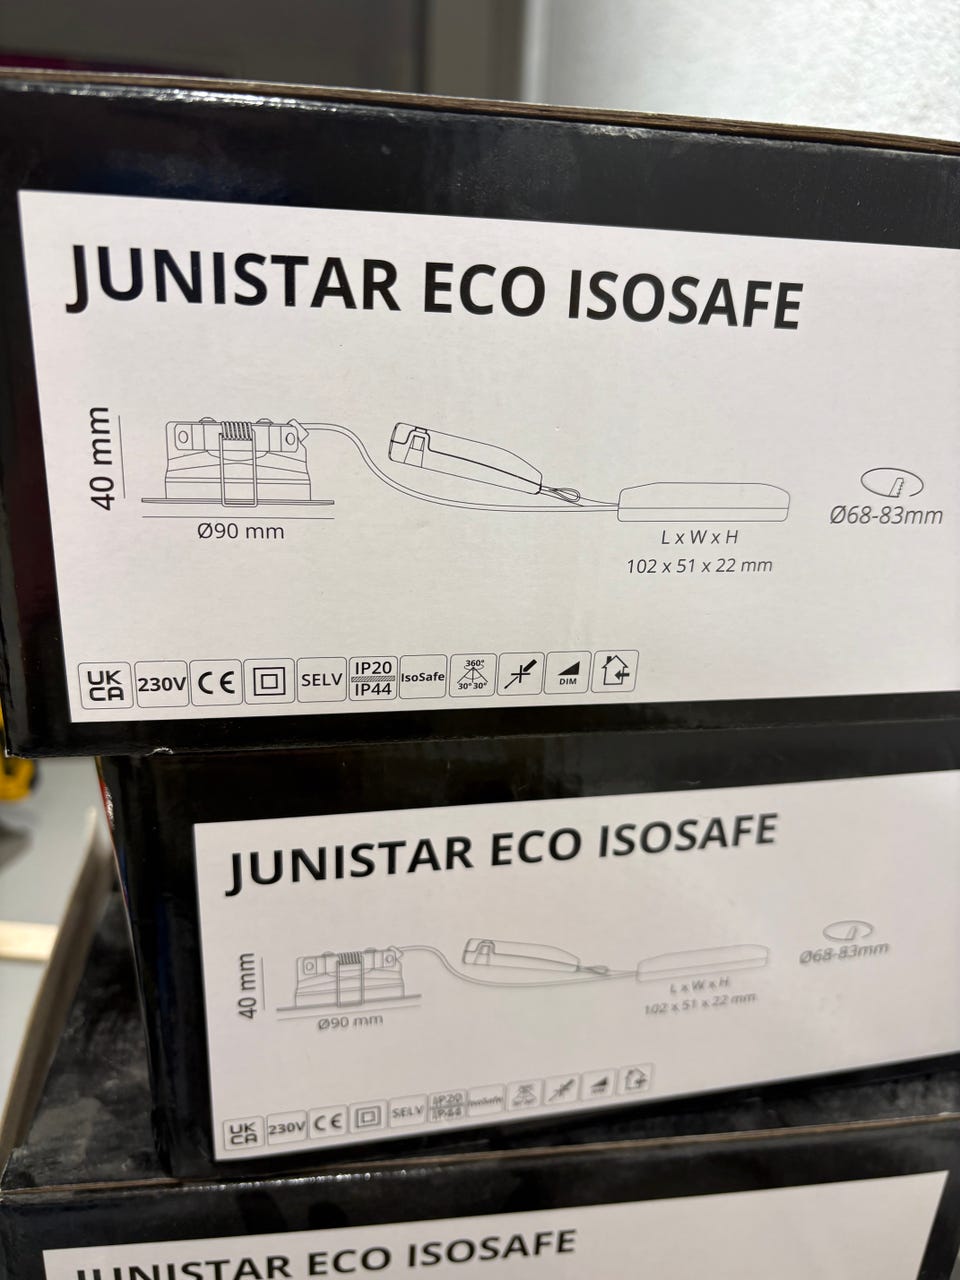 JUNISTAR ECO ISOSAFE
40 mm
Ø90 mm
L x W x H
102 x 51 x 22 mm
Ø68-83mm
UK CA 230V CE SELV IP20 IP44 IsoSafe 360° 30° 30° DIM
JUNISTAR ECO ISOSAFE
40 mm
Ø90 mm
L x W x H
102 x 51 x 22 mm
Ø68-83mm
UK CA 230V CE SELV IP20 IP44 IsoSafe
JUNISTAR ECO ISOSAFE